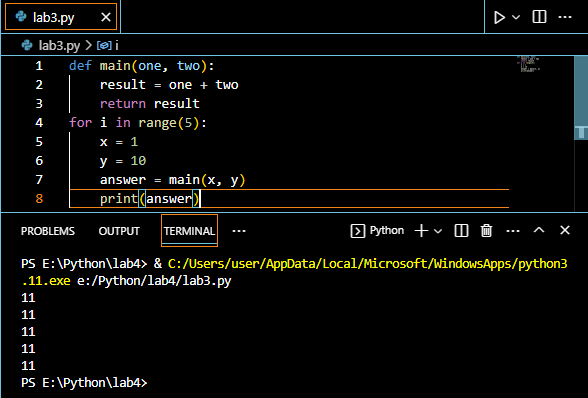 lab3.py ×
lab3.py > i
1 def main(one, two):
2     result = one + two
3     return result
4 for i in range(5):
5     x = 1
6     y = 10
7     answer = main(x, y)
8     print(answer)
PROBLEMS OUTPUT TERMINAL ··· Python
PS E:\Python\lab4> & C:/Users/user/AppData/Local/Microsoft/WindowsApps/python3
.11.exe e:/Python/lab4/lab3.py
11
11
11
11
11
PS E:\Python\lab4>